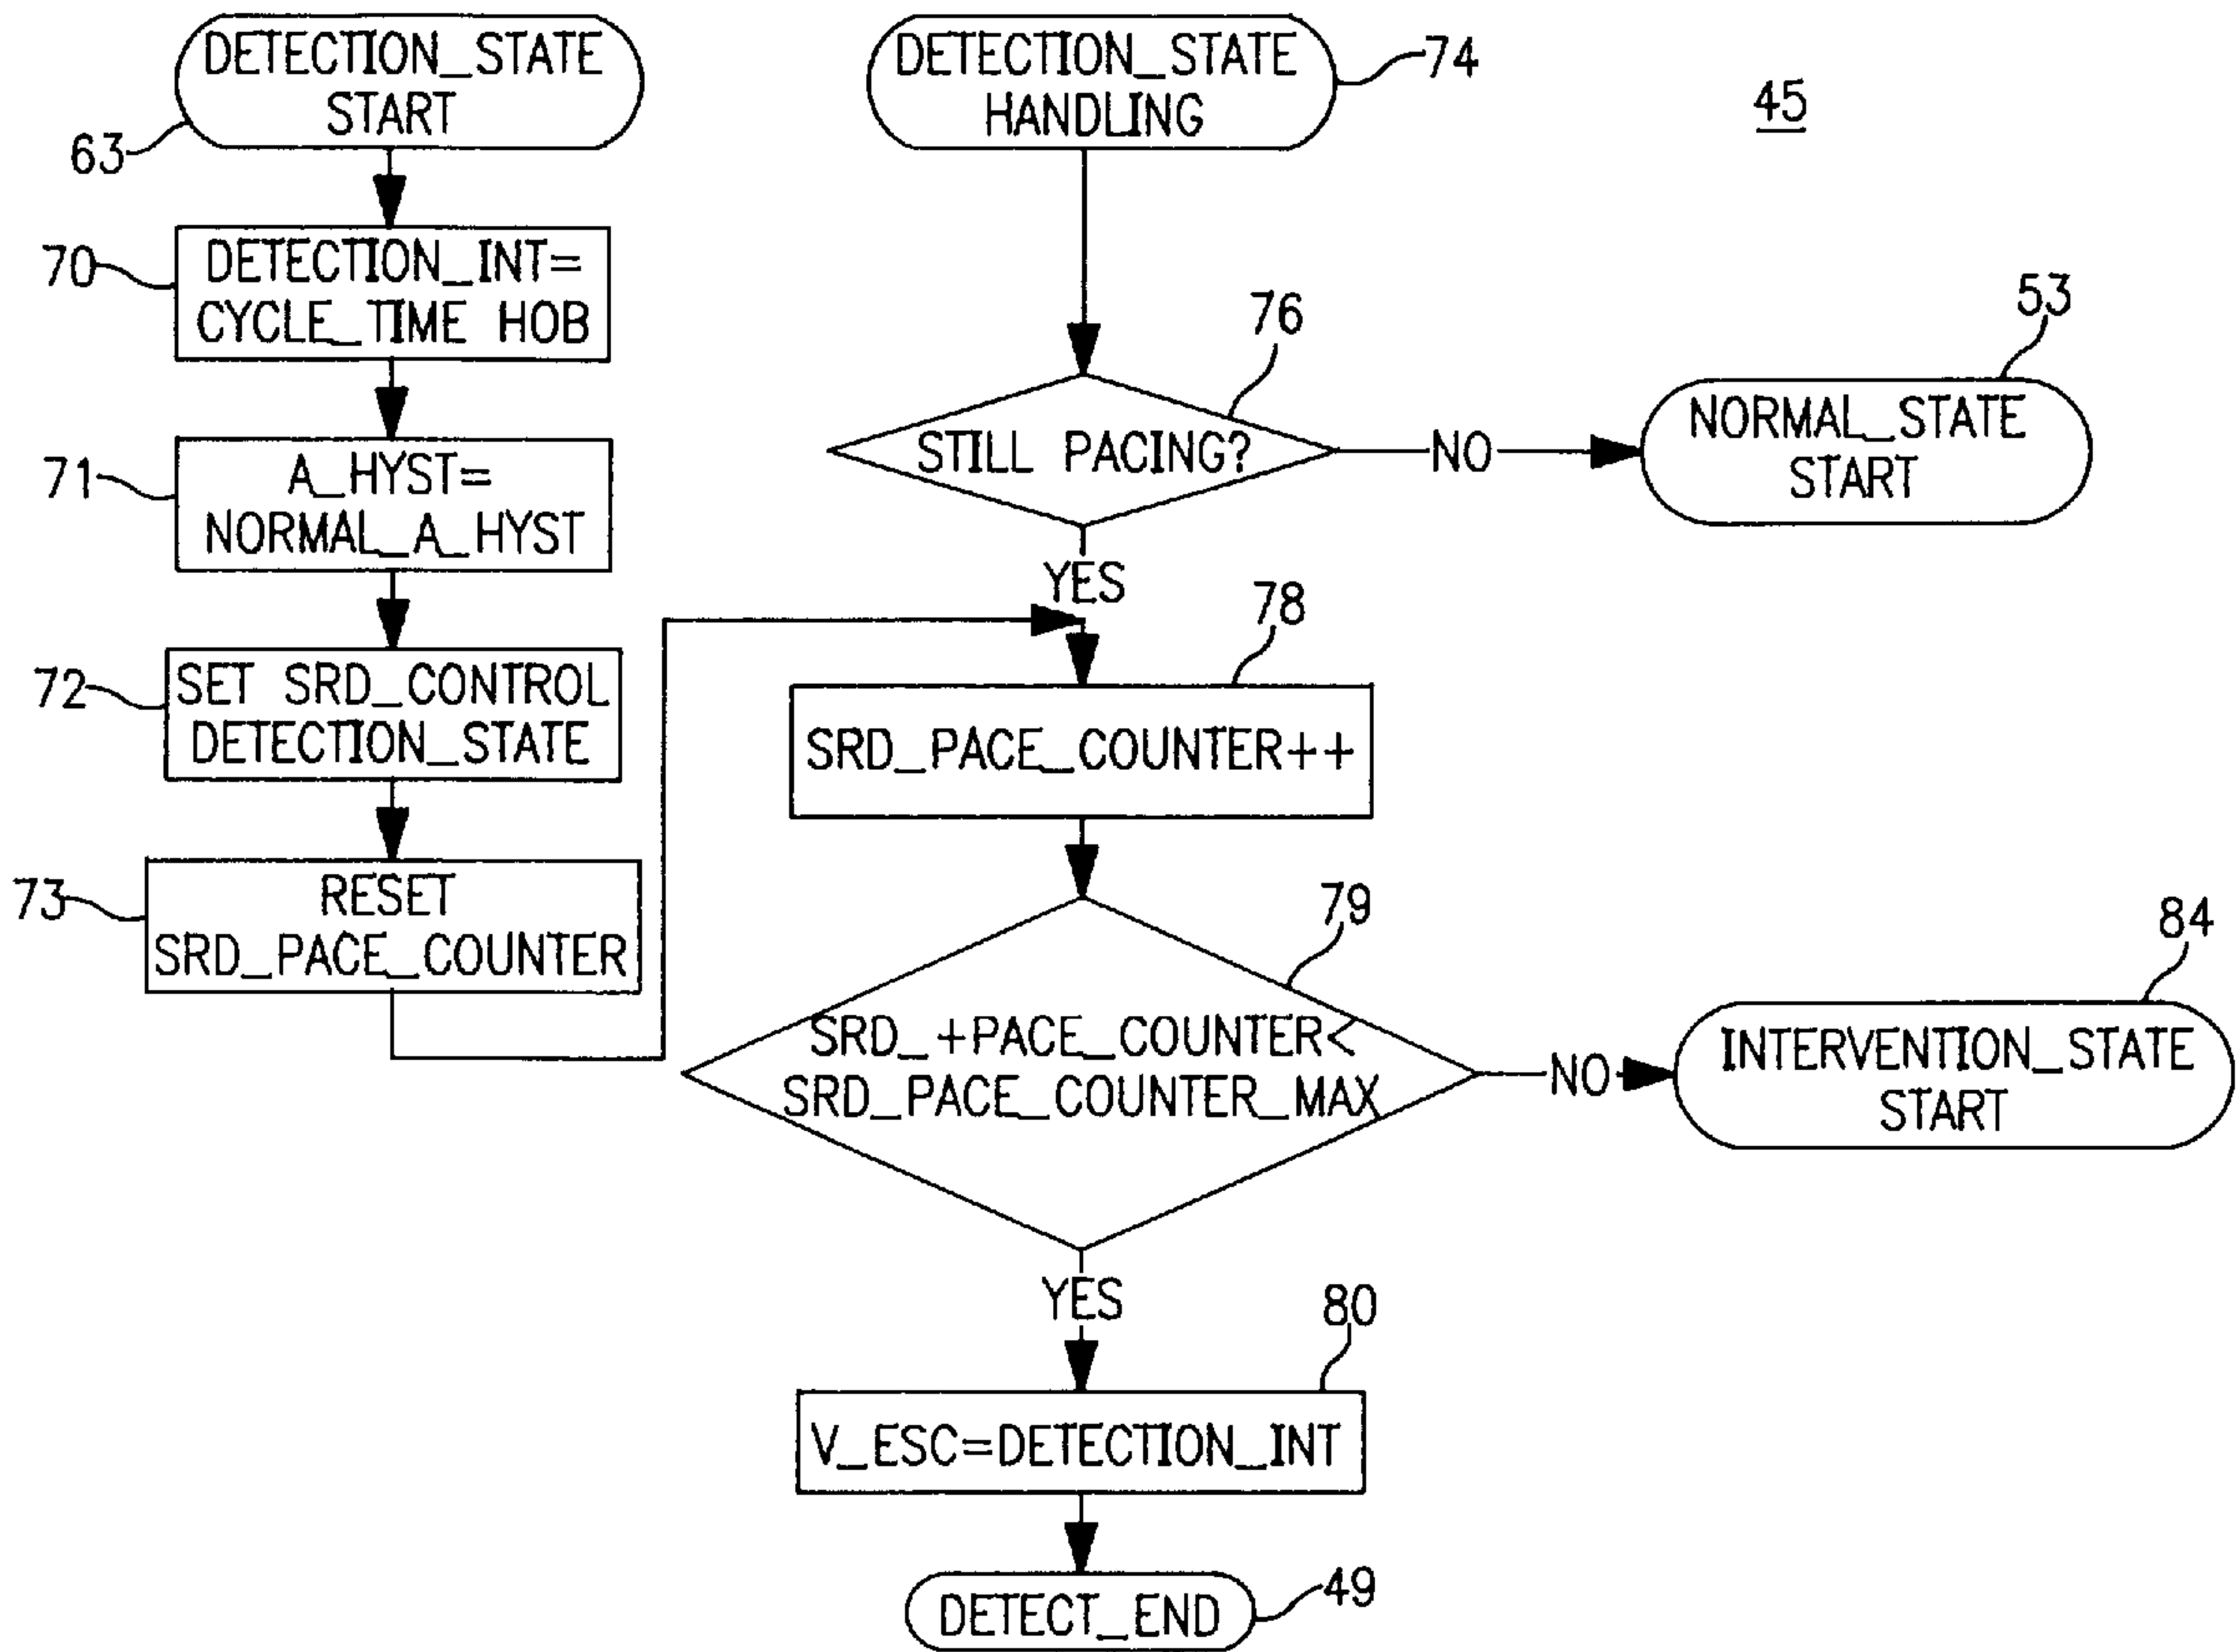 DETECTION_STATE
START
63
DETECTION_INT=
CYCLE_TIME HOB
70
A_HYST=
NORMAL_A_HYST
71
SET SRD_CONTROL
DETECTION_STATE
72
RESET
SRD_PACE_COUNTER
73
DETECTION_STATE
HANDLING
74
45
STILL PACING?
76
NO
NORMAL_STATE
START
53
YES
SRD_PACE_COUNTER++
78
SRD_+PACE_COUNTER<
SRD_PACE_COUNTER_MAX
79
NO
INTERVENTION_STATE
START
84
YES
V_ESC=DETECTION_INT
80
DETECT_END
49